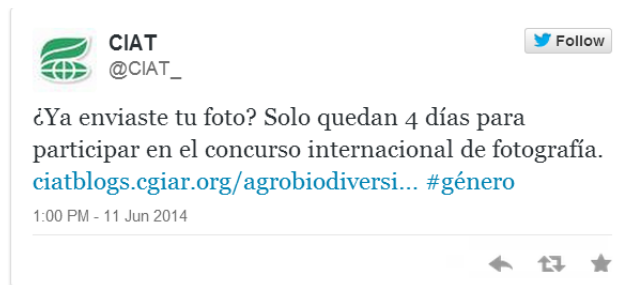 CIAT
@CIAT_
Follow
¿Ya enviaste tu foto? Solo quedan 4 días para
participar en el concurso internacional de fotografía.
ciatblogs.cgiar.org/agrobiodiversi... #género
1:00 PM - 11 Jun 2014